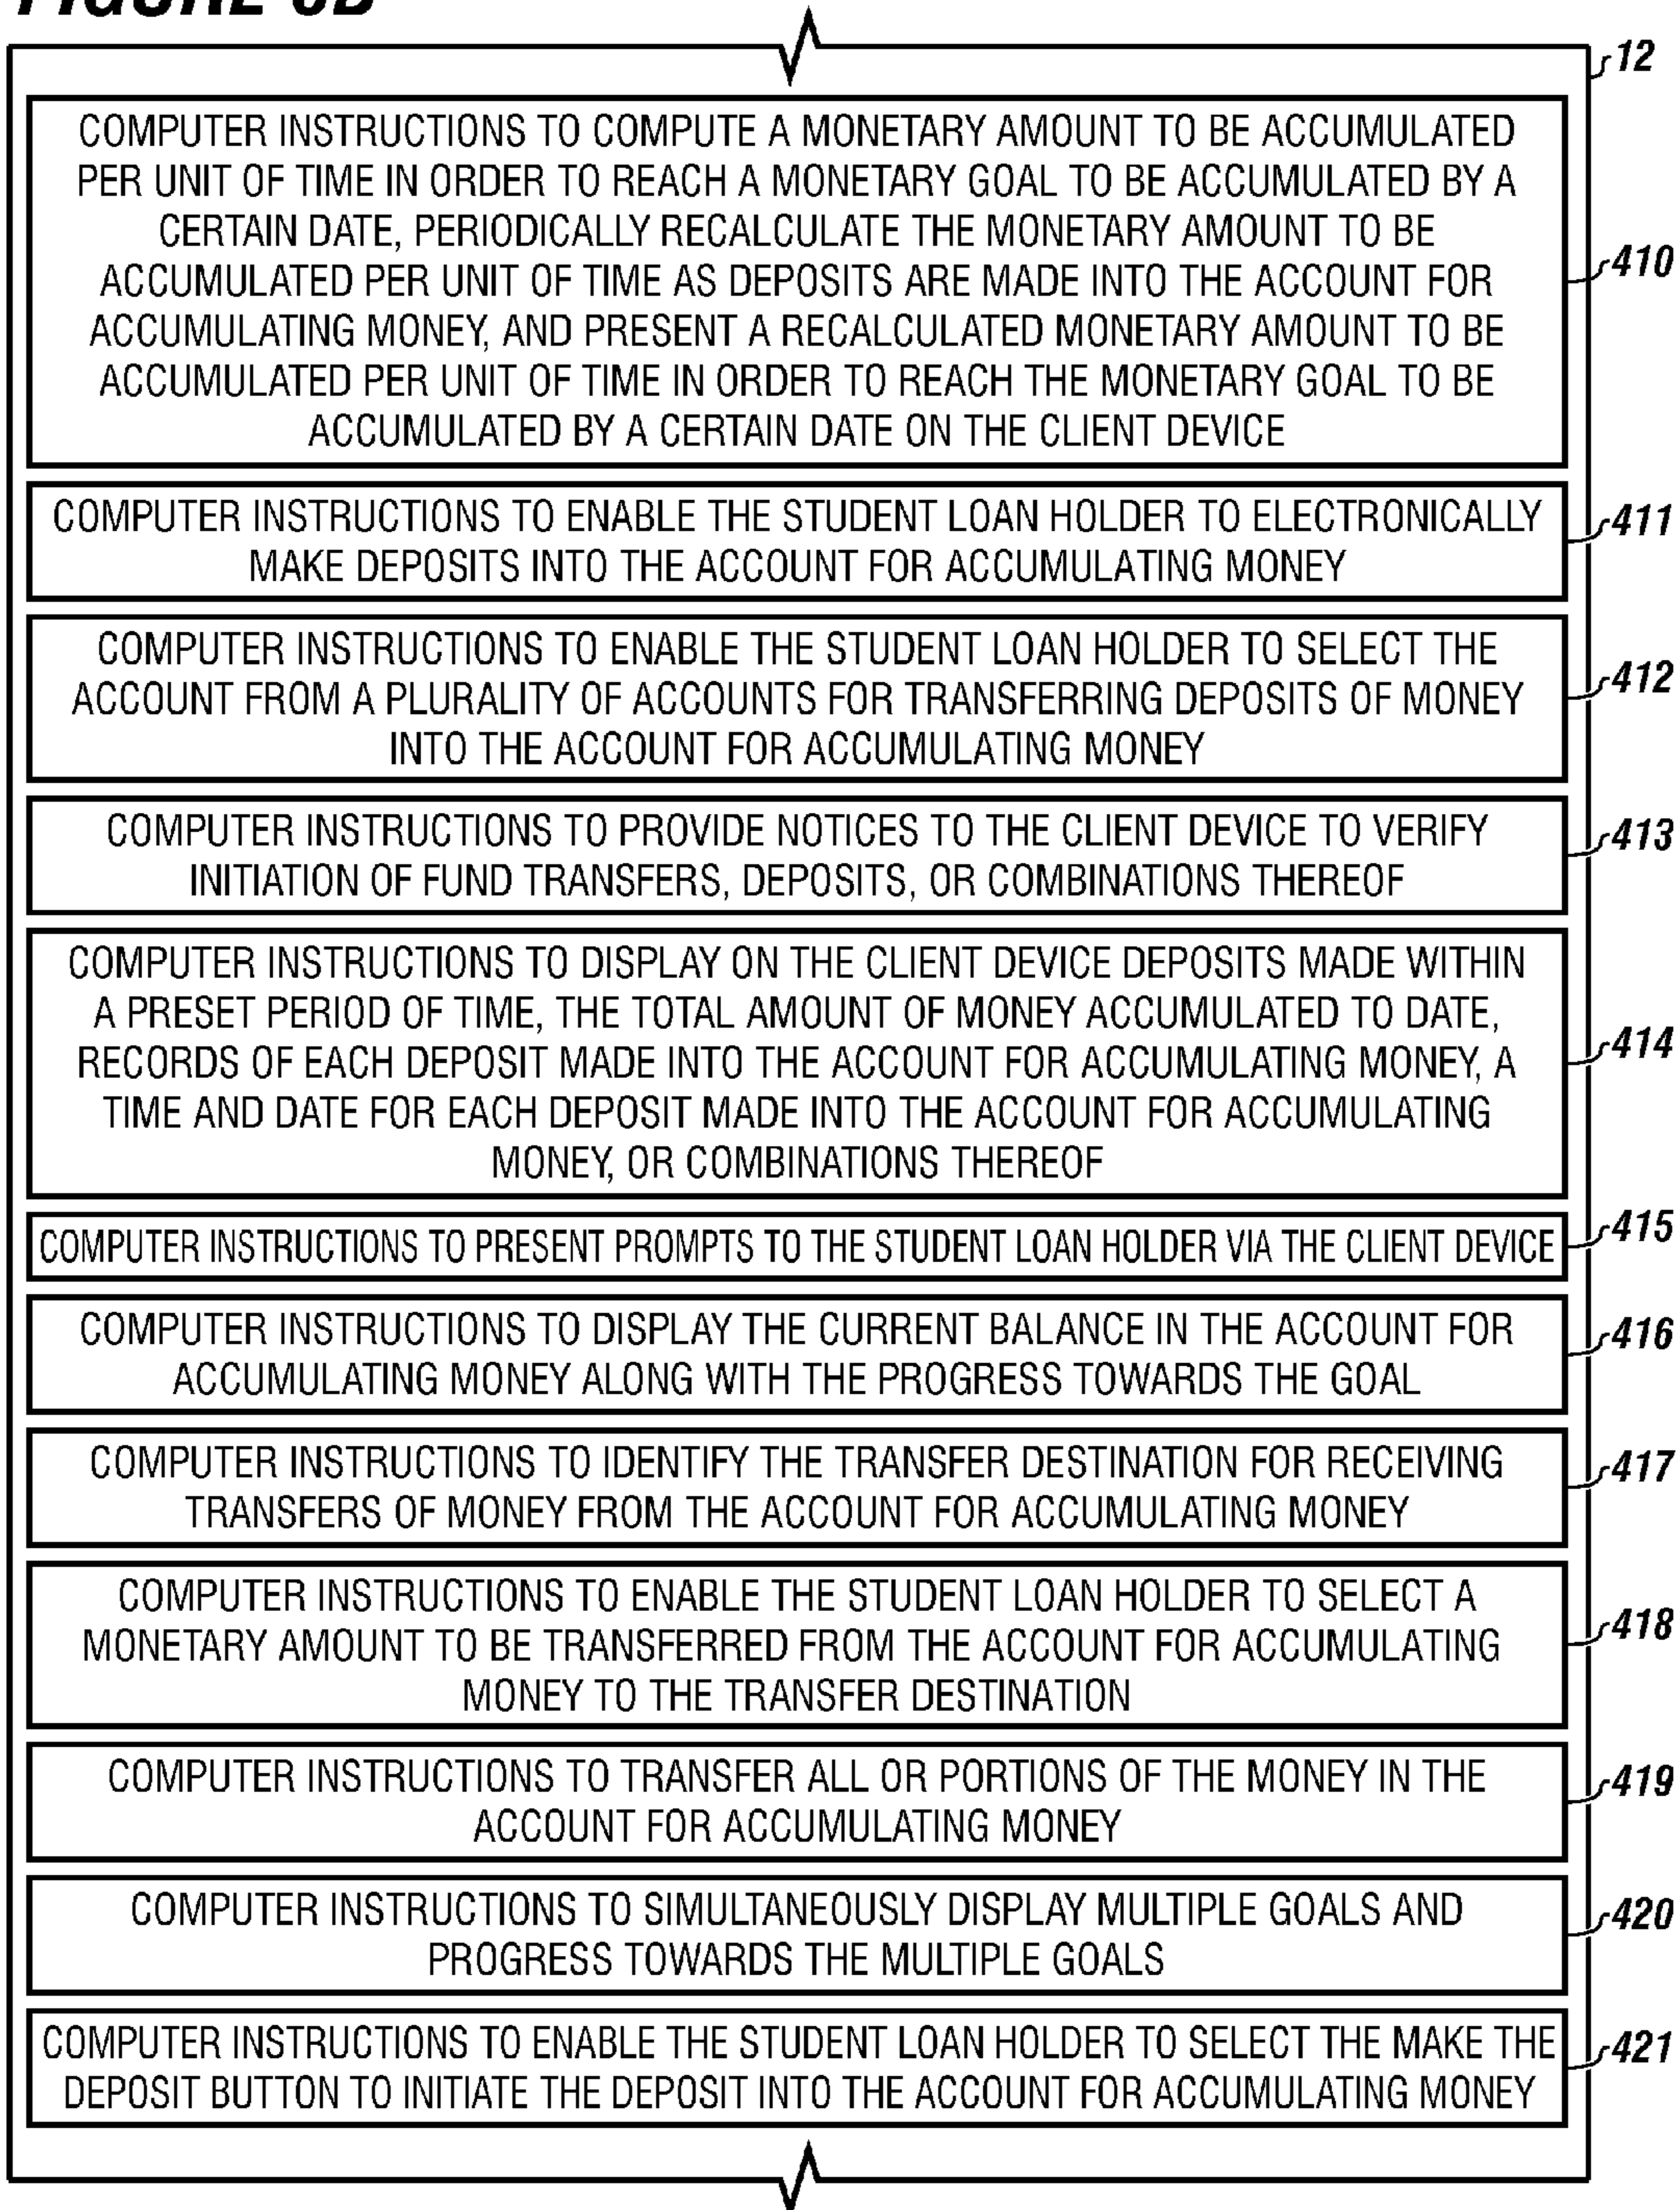 FIGURE
12
COMPUTER INSTRUCTIONS TO COMPUTE A MONETARY AMOUNT TO BE ACCUMULATED
PER UNIT OF TIME IN ORDER TO REACH A MONETARY GOAL TO BE ACCUMULATED BY A
CERTAIN DATE, PERIODICALLY RECALCULATE THE MONETARY AMOUNT TO BE
ACCUMULATED PER UNIT OF TIME AS DEPOSITS ARE MADE INTO THE ACCOUNT FOR
ACCUMULATING MONEY, AND PRESENT A RECALCULATED MONETARY AMOUNT TO BE
ACCUMULATED PER UNIT OF TIME IN ORDER TO REACH THE MONETARY GOAL TO BE
ACCUMULATED BY A CERTAIN DATE ON THE CLIENT DEVICE
410
COMPUTER INSTRUCTIONS TO ENABLE THE STUDENT LOAN HOLDER TO ELECTRONICALLY
MAKE DEPOSITS INTO THE ACCOUNT FOR ACCUMULATING MONEY
411
COMPUTER INSTRUCTIONS TO ENABLE THE STUDENT LOAN HOLDER TO SELECT THE
ACCOUNT FROM A PLURALITY OF ACCOUNTS FOR TRANSFERRING DEPOSITS OF MONEY
INTO THE ACCOUNT FOR ACCUMULATING MONEY
412
COMPUTER INSTRUCTIONS TO PROVIDE NOTICES TO THE CLIENT DEVICE TO VERIFY
INITIATION OF FUND TRANSFERS, DEPOSITS, OR COMBINATIONS THEREOF
413
COMPUTER INSTRUCTIONS TO DISPLAY ON THE CLIENT DEVICE DEPOSITS MADE WITHIN
A PRESET PERIOD OF TIME, THE TOTAL AMOUNT OF MONEY ACCUMULATED TO DATE,
RECORDS OF EACH DEPOSIT MADE INTO THE ACCOUNT FOR ACCUMULATING MONEY, A
TIME AND DATE FOR EACH DEPOSIT MADE INTO THE ACCOUNT FOR ACCUMULATING
MONEY, OR COMBINATIONS THEREOF
414
COMPUTER INSTRUCTIONS TO PRESENT PROMPTS TO THE STUDENT LOAN HOLDER VIA THE CLIENT DEVICE
415
COMPUTER INSTRUCTIONS TO DISPLAY THE CURRENT BALANCE IN THE ACCOUNT FOR
ACCUMULATING MONEY ALONG WITH THE PROGRESS TOWARDS THE GOAL
416
COMPUTER INSTRUCTIONS TO IDENTIFY THE TRANSFER DESTINATION FOR RECEIVING
TRANSFERS OF MONEY FROM THE ACCOUNT FOR ACCUMULATING MONEY
417
COMPUTER INSTRUCTIONS TO ENABLE THE STUDENT LOAN HOLDER TO SELECT A
MONETARY AMOUNT TO BE TRANSFERRED FROM THE ACCOUNT FOR ACCUMULATING
MONEY TO THE TRANSFER DESTINATION
418
COMPUTER INSTRUCTIONS TO TRANSFER ALL OR PORTIONS OF THE MONEY IN THE
ACCOUNT FOR ACCUMULATING MONEY
419
COMPUTER INSTRUCTIONS TO SIMULTANEOUSLY DISPLAY MULTIPLE GOALS AND
PROGRESS TOWARDS THE MULTIPLE GOALS
420
COMPUTER INSTRUCTIONS TO ENABLE THE STUDENT LOAN HOLDER TO SELECT THE MAKE THE
DEPOSIT BUTTON TO INITIATE THE DEPOSIT INTO THE ACCOUNT FOR ACCUMULATING MONEY
421